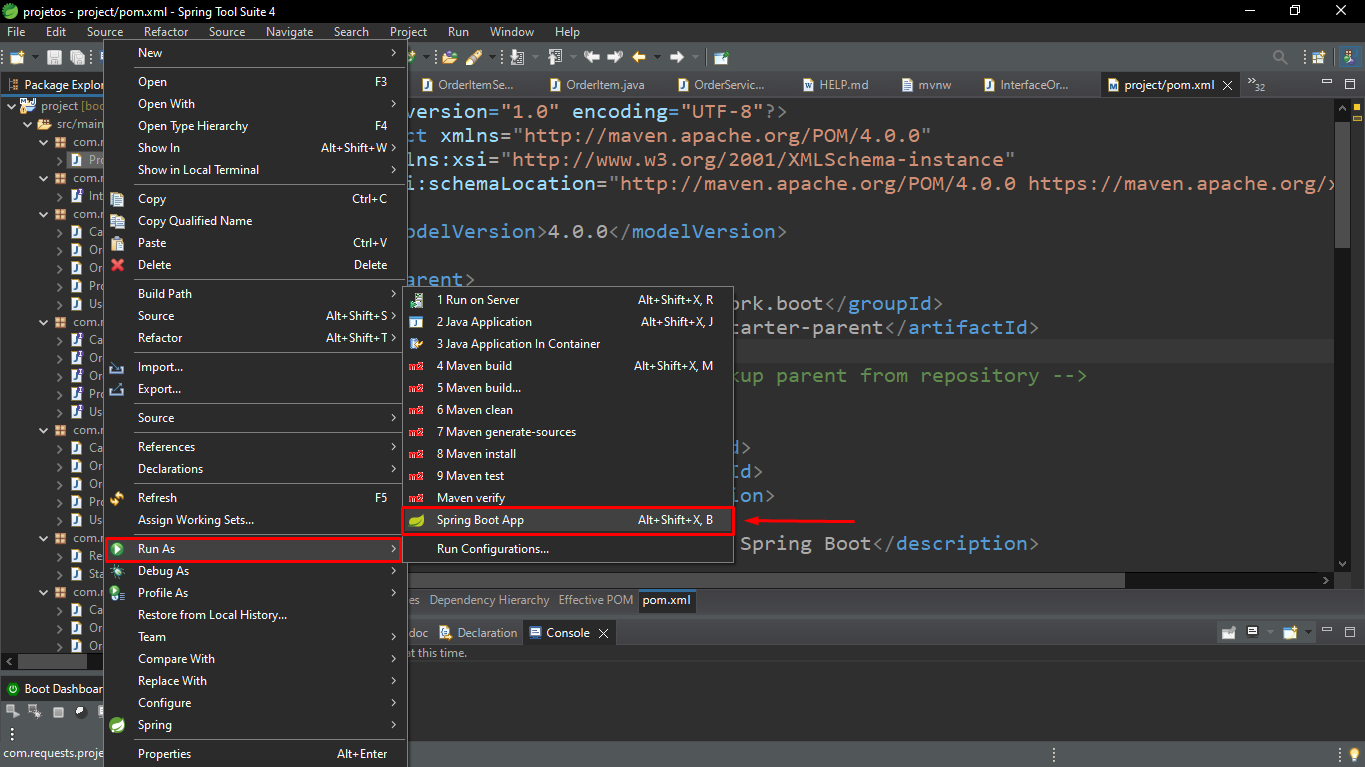 projetos - project/pom.xml - Spring Tool Suite 4
File Edit Source Refactor Source Navigate Search Project Run Window Help
Package Explor
OrderItemSe... OrderItem.java OrderServic... HELP.md mvnw InterfaceOr... project/pom.xml 32
project [boo
src/main
com.r
Pro
com.r
Int
com.r
Ca
Or
Or
Pro
Us
com.r
Ca
Or
Or
Pro
Us
com.r
Ca
Or
Or
Pro
Us
com.r
Re
Sta
com.r
Ca
Or
Or
Boot Dashboar
com.requests.proje
New
Open F3
Open With
Open Type Hierarchy F4
Show In Alt+Shift+W
Show in Local Terminal
Copy Ctrl+C
Copy Qualified Name
Paste Ctrl+V
Delete Delete
Build Path
Source Alt+Shift+S
Refactor Alt+Shift+T
Import...
Export...
Source
References
Declarations
Refresh F5
Assign Working Sets...
Run As
Debug As
Profile As
Restore from Local History...
Team
Compare With
Replace With
Configure
Spring
Properties Alt+Enter
1 Run on Server Alt+Shift+X, R
2 Java Application Alt+Shift+X, J
3 Java Application In Container
4 Maven build Alt+Shift+X, M
5 Maven build...
6 Maven clean
7 Maven generate-sources
8 Maven install
9 Maven test
Maven verify
Spring Boot App Alt+Shift+X, B
Run Configurations...
version="1.0" encoding="UTF-8"?>
ct xmlns="http://maven.apache.org/POM/4.0.0"
lns:xsi="http://www.w3.org/2001/XMLSchema-instance"
i:schemaLocation="http://maven.apache.org/POM/4.0.0 https://maven.apache.org/x
odelVersion>4.0.0</modelVersion>
arent>
rk.boot</groupId>
tarter-parent</artifactId>
kup parent from repository -->
d>
Id>
ion>
Spring Boot</description>
es Dependency Hierarchy Effective POM pom.xml
doc Declaration Console
at this time.